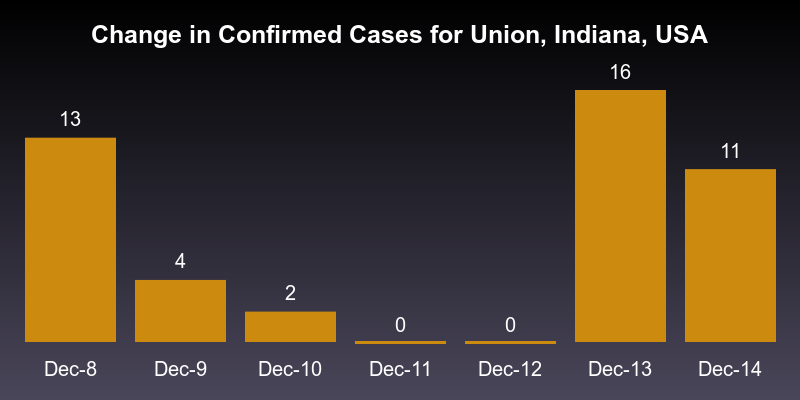 Change in Confirmed Cases for Union, Indiana, USA
13
4
2
0
0
16
11
Dec-8
Dec-9
Dec-10
Dec-11
Dec-12
Dec-13
Dec-14